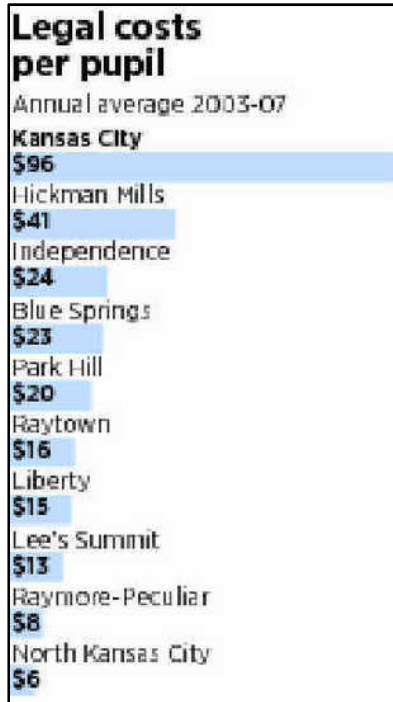 Legal costs
per pupil
Annual average 2003-07
Kansas City
$96
Hickman Mills
$41
Independence
$24
Blue Springs
$23
Park Hill
$20
Raytown
$16
Liberty
$15
Lee's Summit
$13
Raymore-Peculiar
$8
North Kansas City
$6